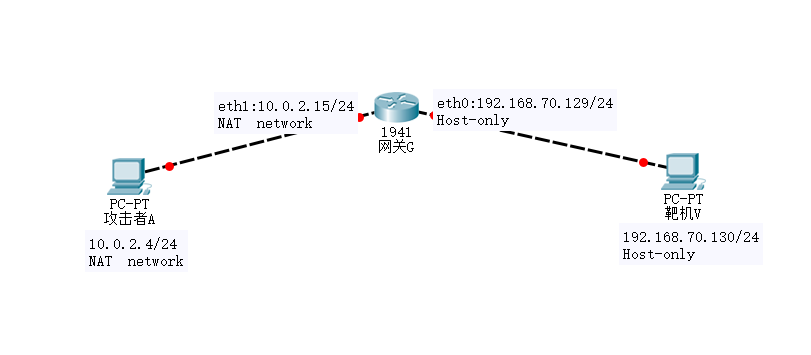 eth1:10.0.2.15/24
NAT  network
eth0:192.168.70.129/24
Host-only
1941
网关G
PC-PT
攻击者A
10.0.2.4/24
NAT  network
PC-PT
靶机V
192.168.70.130/24
Host-only